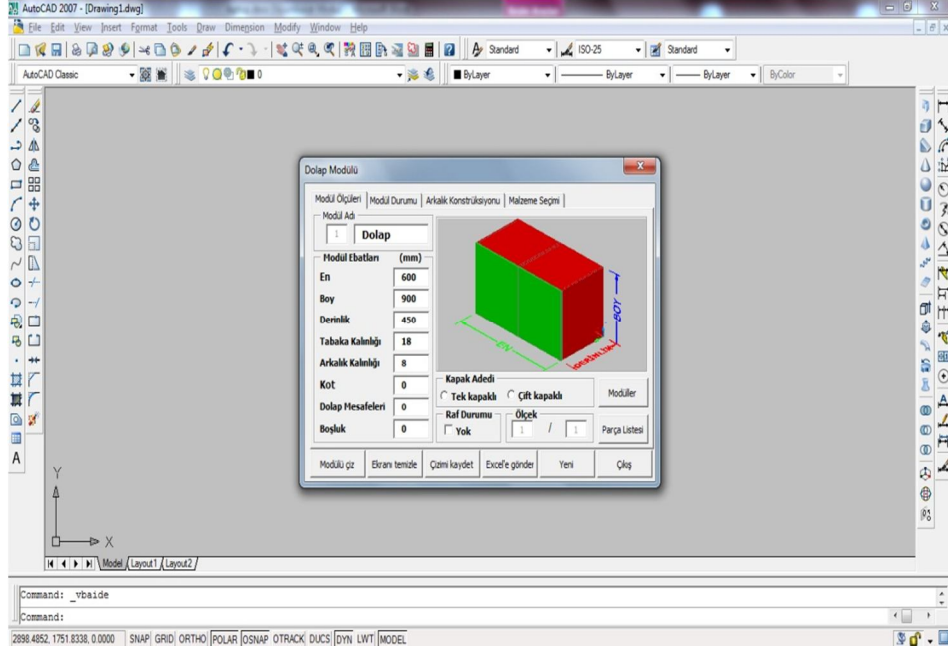 AutoCAD 2007 - [Drawing1.dwg]
File Edit View Insert Format Tools Draw Dimension Modify Window Help
Standard ISO-25 Standard
AutoCAD Classic 0 ByLayer ByLayer ByLayer ByColor
Dolap Modülü
Modül Ölçüleri Modül Durumu Arkalık Konstrüksiyonu Malzeme Seçimi
Modül Adı
1 Dolap
Modül Ebatları (mm)
En 600
Boy 900
Derinlik 450
Tabaka Kalınlığı 18
Arkalık Kalınlığı 8
Kot 0
Dolap Mesafeleri 0
Boşluk 0
BOY
EN
DERİNLİK
Kapak Adedi
Tek kapaklı Çift kapaklı
Modüller
Raf Durumu
Yok
Ölçek
1 / 1
Parça Listesi
Modülü çiz Ekranı temizle Çizimi kaydet Excel'e gönder Yeni Çıkış
A
Y
X
Model Layout1 Layout2
Command: _vbaide
Command:
2898.4852, 1751.8338, 0.0000 SNAP GRID ORTHO POLAR OSNAP OTRACK DUCS DYN LWT MODEL